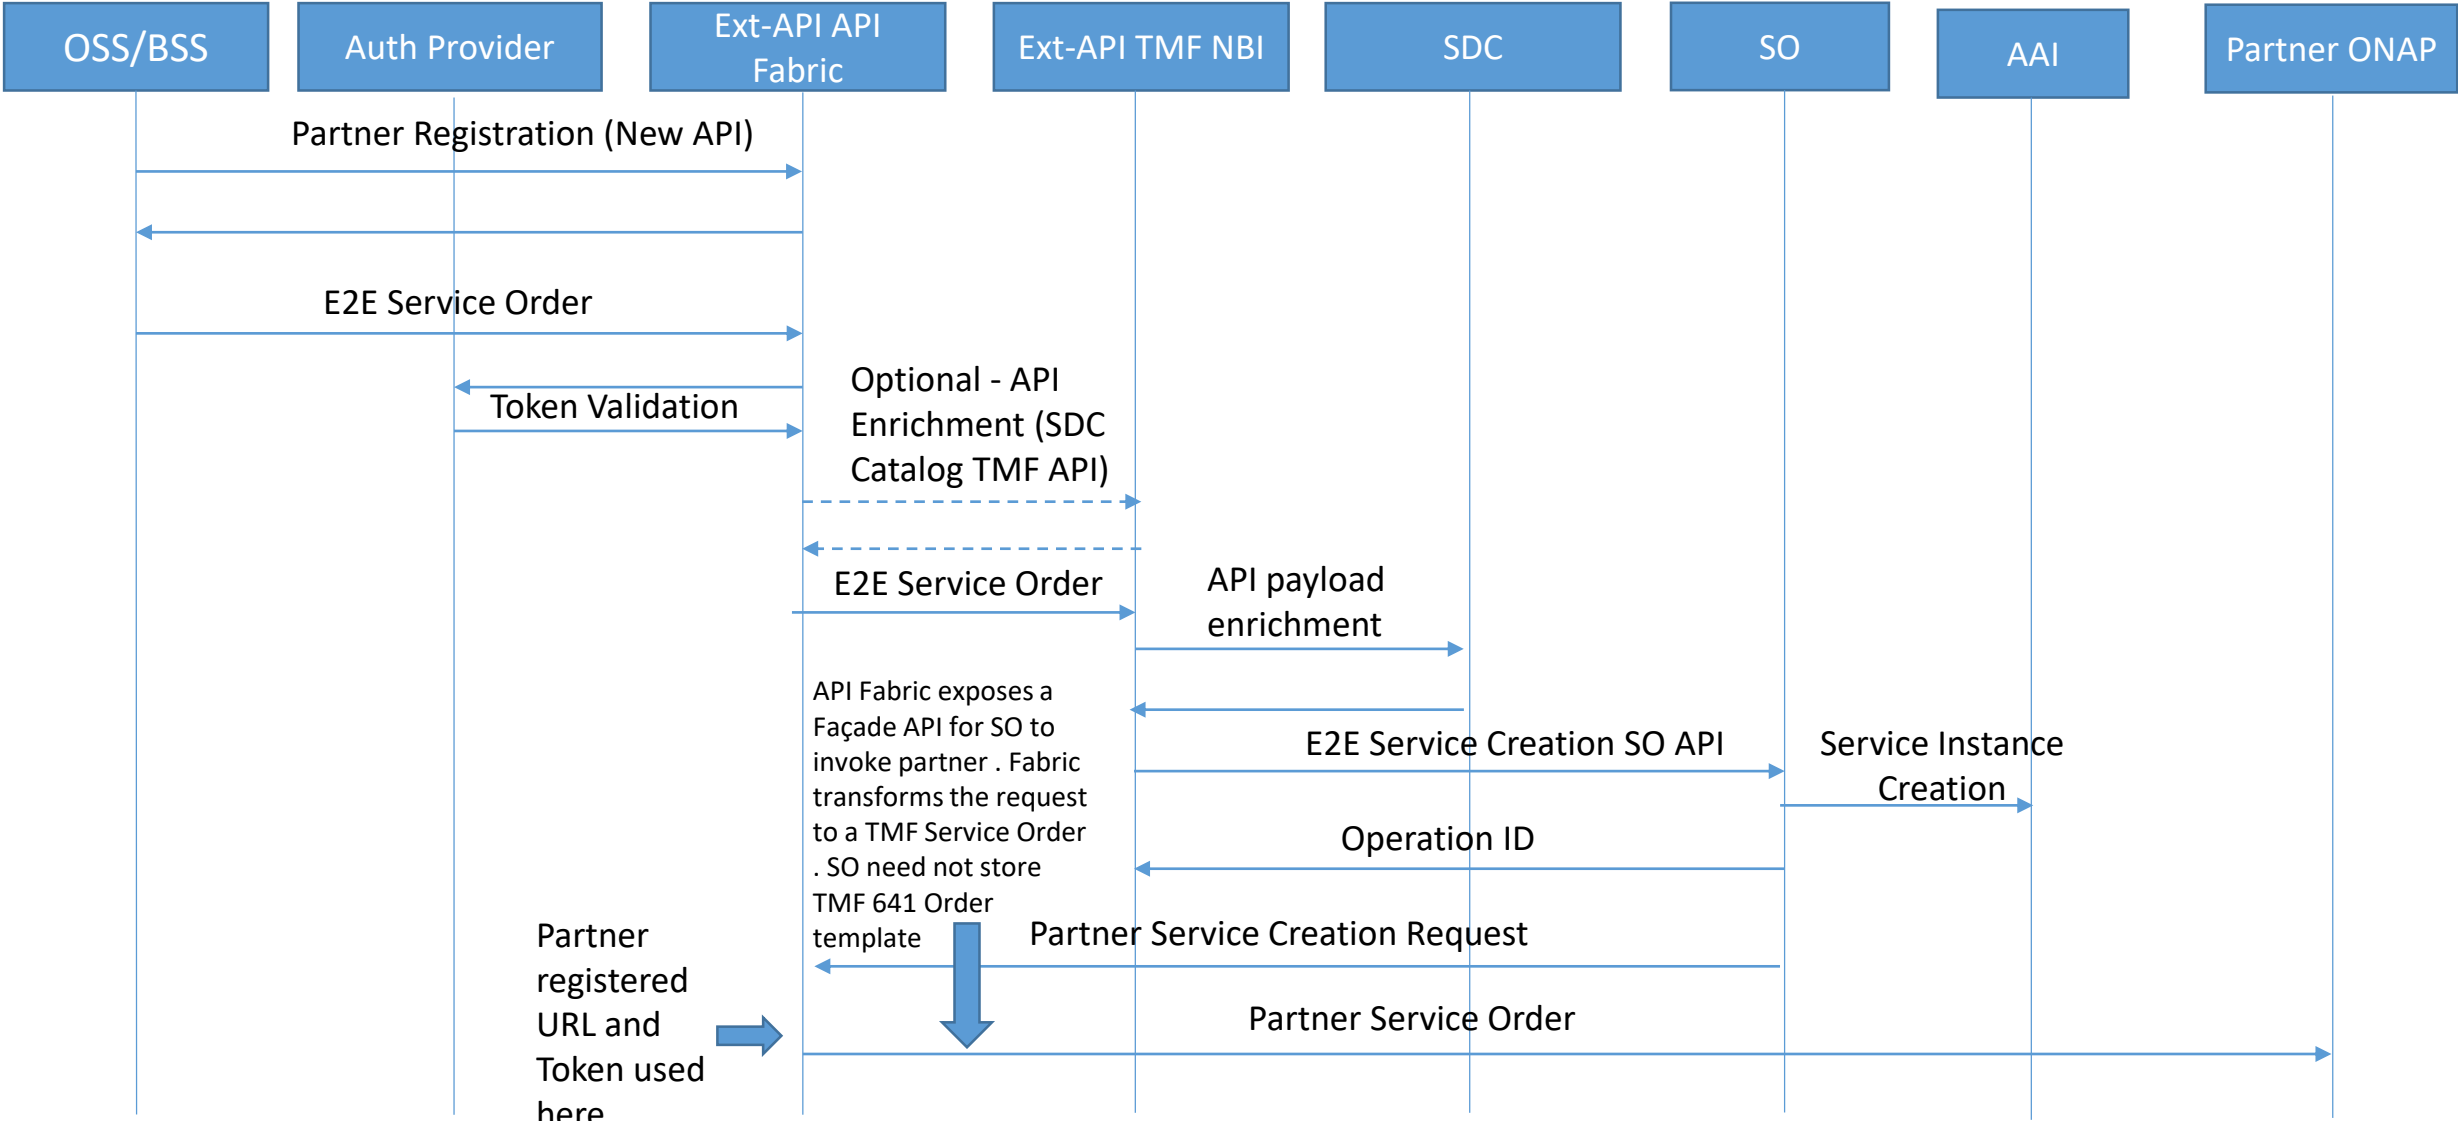 OSS/BSS
Auth Provider
Ext-API API
Fabric
Ext-API TMF NBI
SDC
SO
AAI
Partner ONAP
Partner Registration (New API)
E2E Service Order
Token Validation
Optional - API
Enrichment (SDC
Catalog TMF API)
E2E Service Order
API payload
enrichment
API Fabric exposes a
Façade API for SO to
invoke partner . Fabric
transforms the request
to a TMF Service Order
. SO need not store
TMF 641 Order
template
E2E Service Creation SO API
Service Instance
Creation
Operation ID
Partner Service Creation Request
Partner
registered
URL and
Token used
here
Partner Service Order